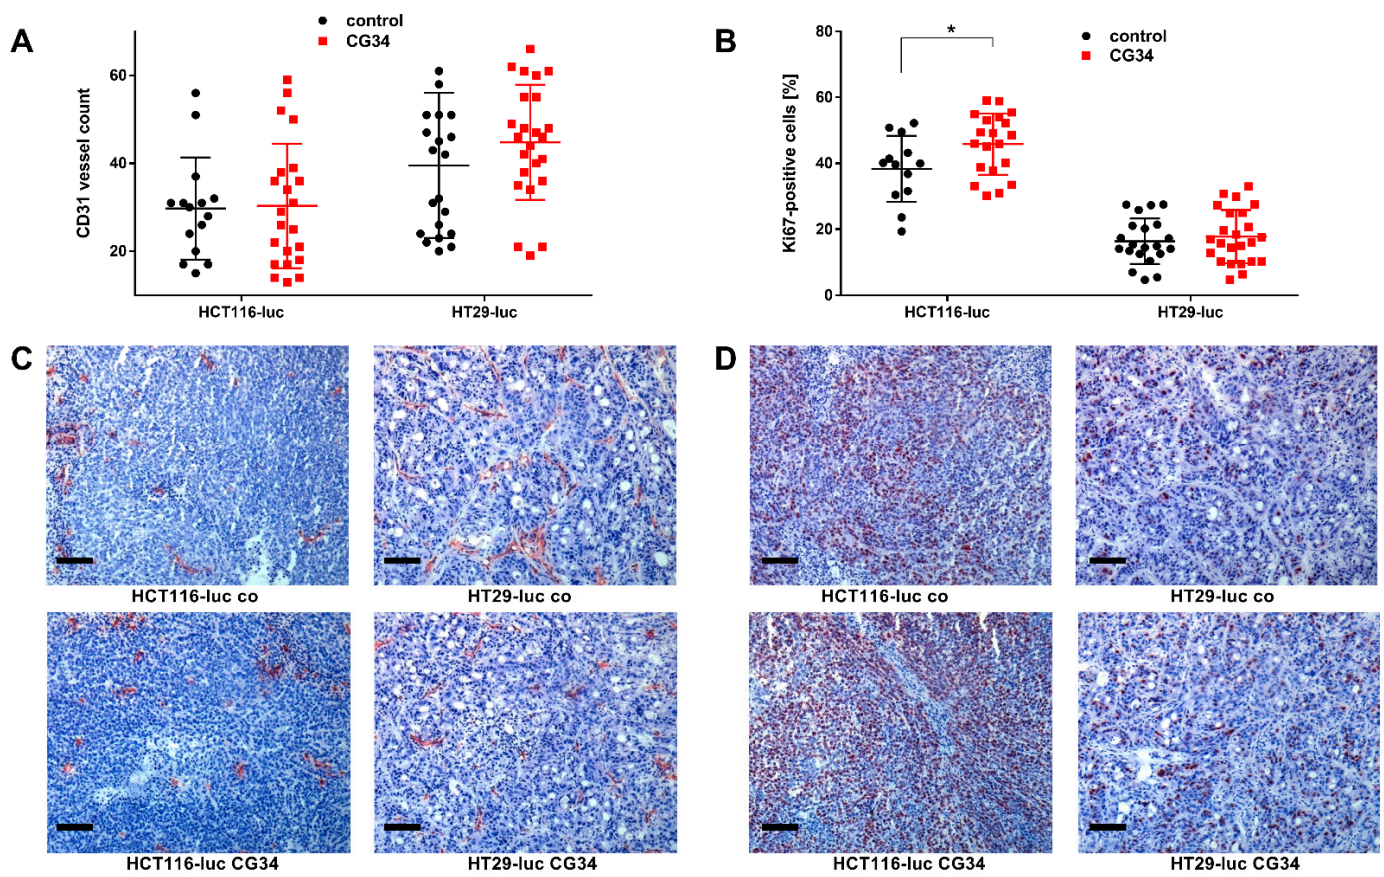 A
control
CG34
CD31 vessel count
60
40
20
HCT116-luc
HT29-luc
B
*
control
CG34
Ki67-positive cells [%]
80
60
40
20
0
HCT116-luc
HT29-luc
C
HCT116-luc co
HT29-luc co
HCT116-luc CG34
HT29-luc CG34
D
HCT116-luc co
HT29-luc co
HCT116-luc CG34
HT29-luc CG34